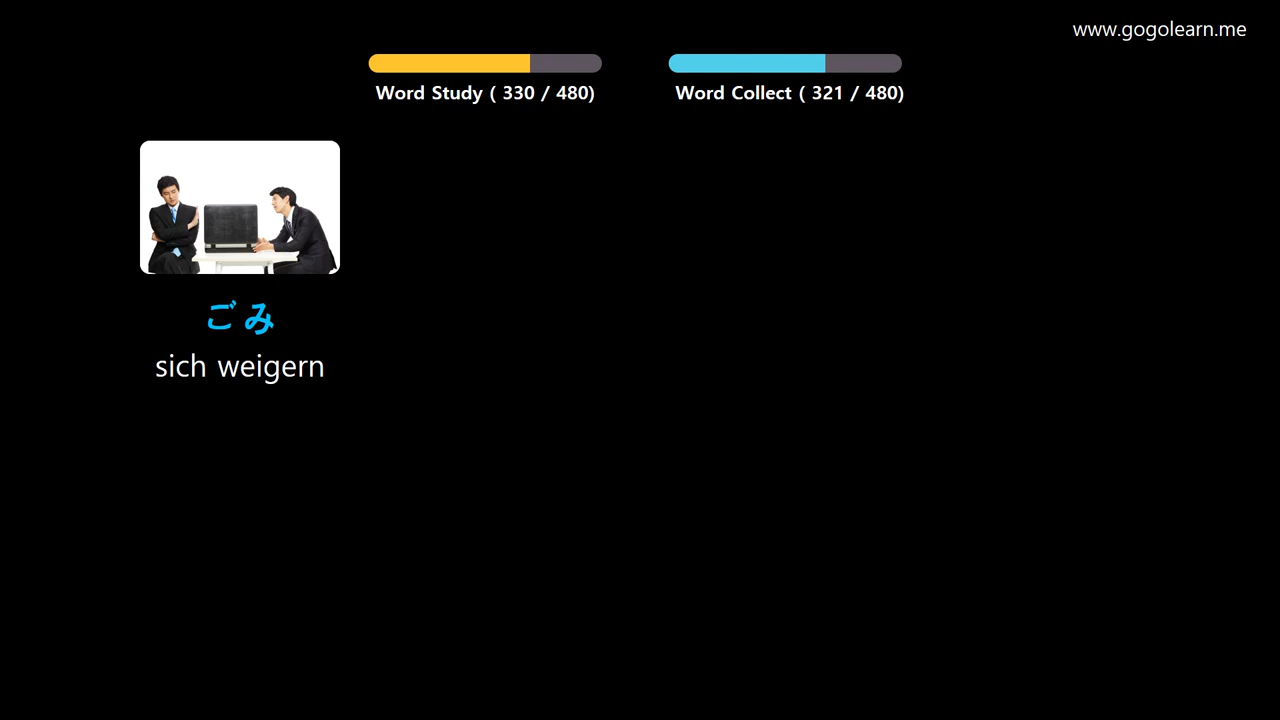 www.gogolearn.me
Word Study ( 330 / 480)
Word Collect ( 321 / 480)
ごみ
sich weigern